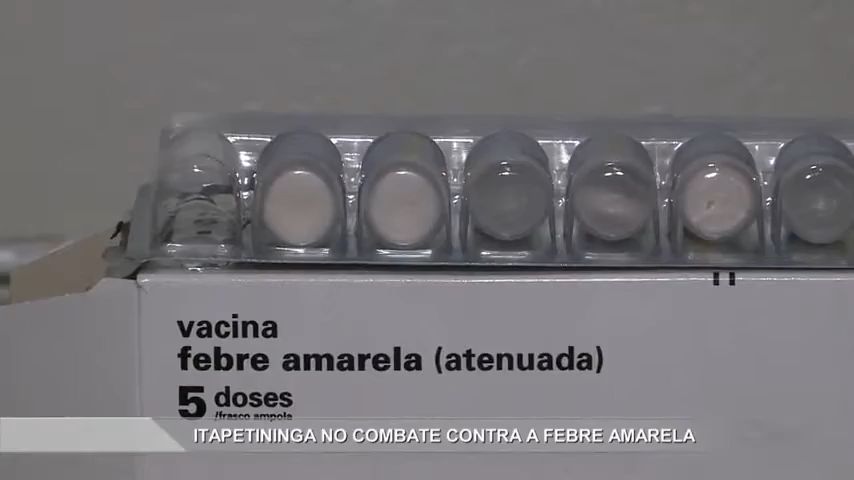 vacina
febre amarela (atenuada)
5 doses
/frasco ampola
ITAPETININGA NO COMBATE CONTRA A FEBRE AMARELA